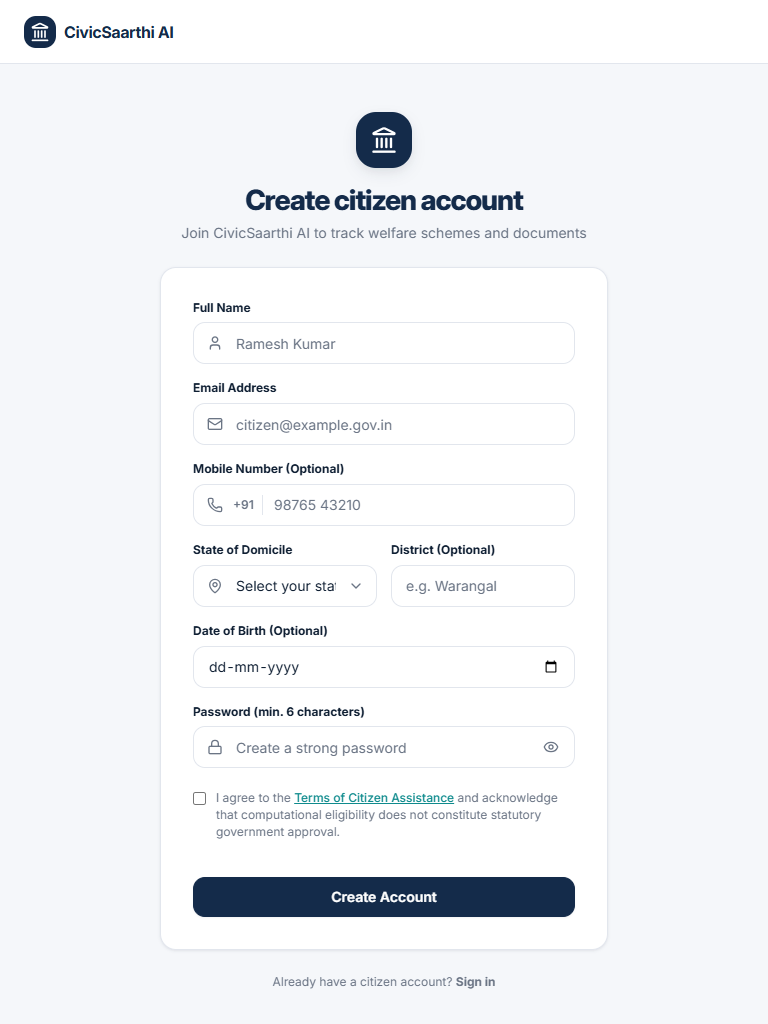 CivicSaarthi AI
Create citizen account
Join CivicSaarthi AI to track welfare schemes and documents
Full Name
Ramesh Kumar
Email Address
citizen@example.gov.in
Mobile Number (Optional)
+91 98765 43210
State of Domicile
Select your stat
District (Optional)
e.g. Warangal
Date of Birth (Optional)
dd-mm-yyyy
Password (min. 6 characters)
Create a strong password
I agree to the Terms of Citizen Assistance and acknowledge
that computational eligibility does not constitute statutory
government approval.
Create Account
Already have a citizen account? Sign in